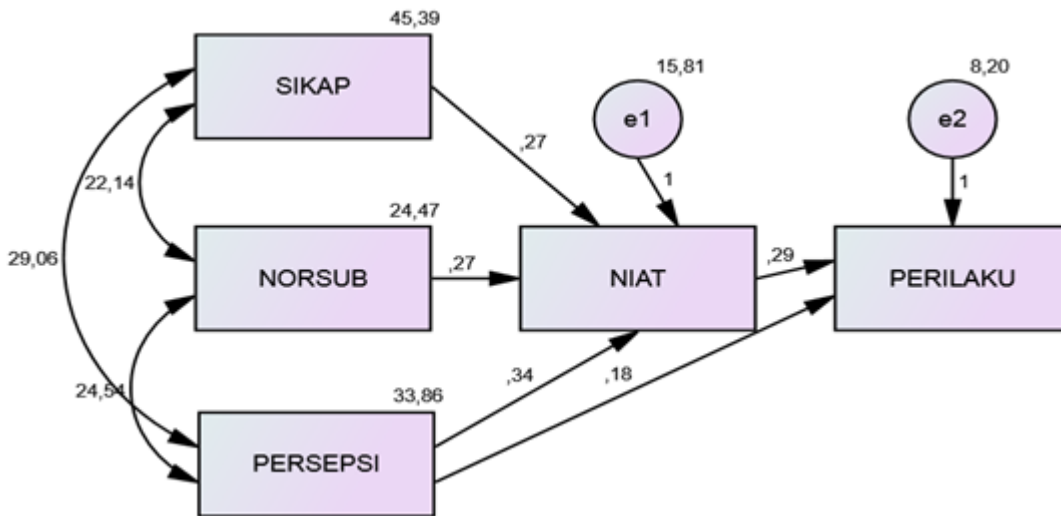 45,39
SIKAP
15,81
e1
8,20
e2
,27
1
1
22,14
24,47
29,06
NORSUB
,27
NIAT
,29
PERILAKU
24,54
33,86
,34
,18
PERSEPSI